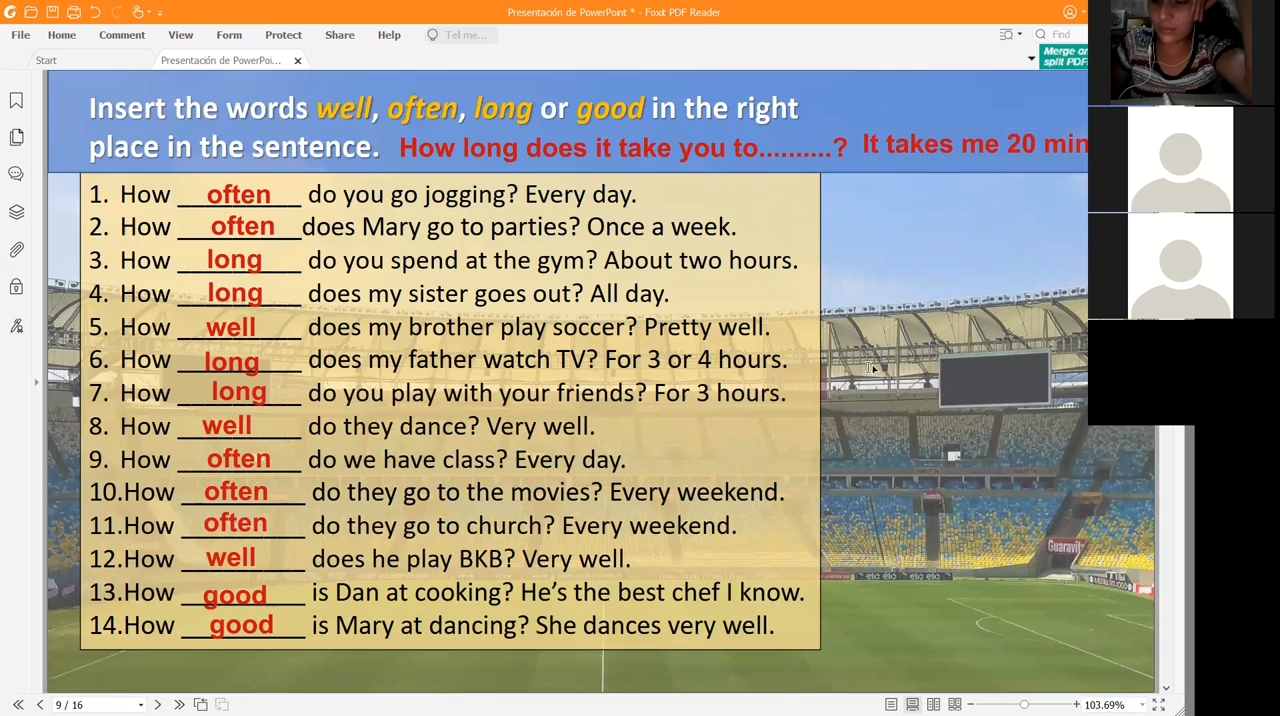 Presentación de PowerPoint * - Foxit PDF Reader
File Home Comment View Form Protect Share Help Tell me... Find
Start Presentación de PowerPoi... ×
Merge an
split PDF
Insert the words well, often, long or good in the right
place in the sentence. How long does it take you to..........? It takes me 20 min
1. How often do you go jogging? Every day.
2. How often does Mary go to parties? Once a week.
3. How long do you spend at the gym? About two hours.
4. How long does my sister goes out? All day.
5. How well does my brother play soccer? Pretty well.
6. How long does my father watch TV? For 3 or 4 hours.
7. How long do you play with your friends? For 3 hours.
8. How well do they dance? Very well.
9. How often do we have class? Every day.
10.How often do they go to the movies? Every weekend.
11.How often do they go to church? Every weekend.
12.How well does he play BKB? Very well.
13.How good is Dan at cooking? He's the best chef I know.
14.How good is Mary at dancing? She dances very well.
Guaraná
9 / 16
103.69%